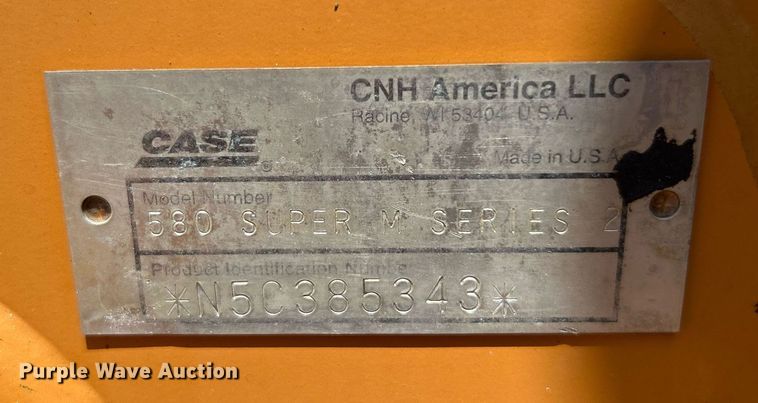 CNH America LLC
Racine, WI 53404 U.S.A.
CASE ®
Made in U.S.A.
Model Number
580 SUPER M SERIES 2
Product Identification Number
*N5C385343*
Purple Wave Auction